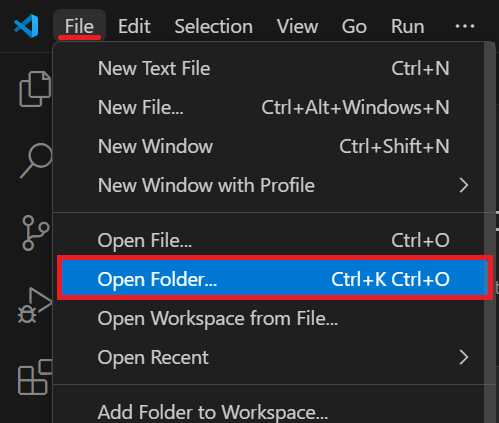 File Edit Selection View Go Run ...
New Text File Ctrl+N
New File... Ctrl+Alt+Windows+N
New Window Ctrl+Shift+N
New Window with Profile
Open File... Ctrl+O
Open Folder... Ctrl+K Ctrl+O
Open Workspace from File...
Open Recent
Add Folder to Workspace...